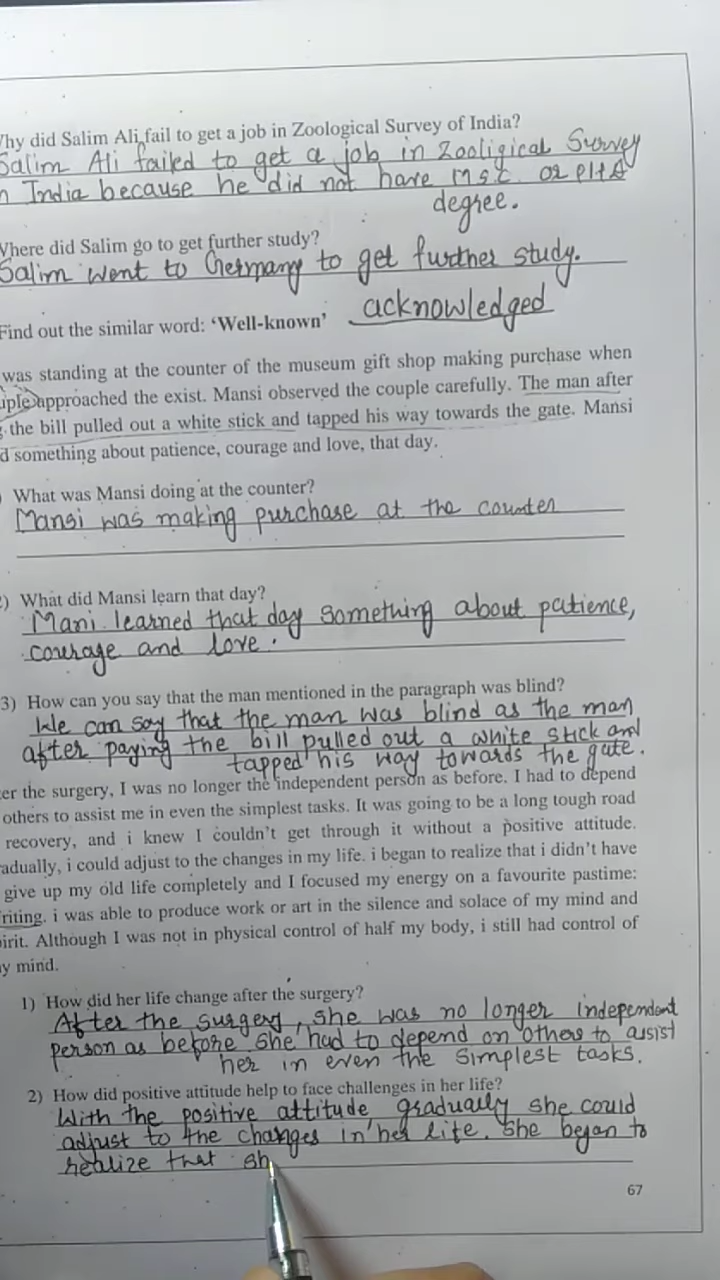 Why did Salim Ali fail to get a job in Zoological Survey of India?
Salim Ali failed to get a job in Zooligical Survey
n India because he did not have M.S.C. or PHD
degree.
Where did Salim go to get further study?
Salim went to Germany to get further study.
Find out the similar word: ‘Well-known’ acknowledged
was standing at the counter of the museum gift shop making purchase when
uple approached the exist. Mansi observed the couple carefully. The man after
g the bill pulled out a white stick and tapped his way towards the gate. Mansi
d something about patience, courage and love, that day.
) What was Mansi doing at the counter?
Mansi was making purchase at the counter
2) What did Mansi learn that day?
Mani learned that day something about patience,
courage and love.
3) How can you say that the man mentioned in the paragraph was blind?
We can say that the man was blind as the man
after paying the bill pulled out a white stick and
tapped his way towards the gate.
er the surgery, I was no longer the independent person as before. I had to depend
others to assist me in even the simplest tasks. It was going to be a long tough road
recovery, and i knew I couldn’t get through it without a positive attitude.
radually, i could adjust to the changes in my life. i began to realize that i didn’t have
give up my old life completely and I focused my energy on a favourite pastime:
riting. i was able to produce work or art in the silence and solace of my mind and
pirit. Although I was not in physical control of half my body, i still had control of
y mind.
1) How did her life change after the surgery?
After the surgery, she was no longer independent
person as before she had to depend on others to assist
her in even the simplest tasks.
2) How did positive attitude help to face challenges in her life?
With the positive attitude gradually she could
adjust to the changes in her life. She began to
realize that sh
67